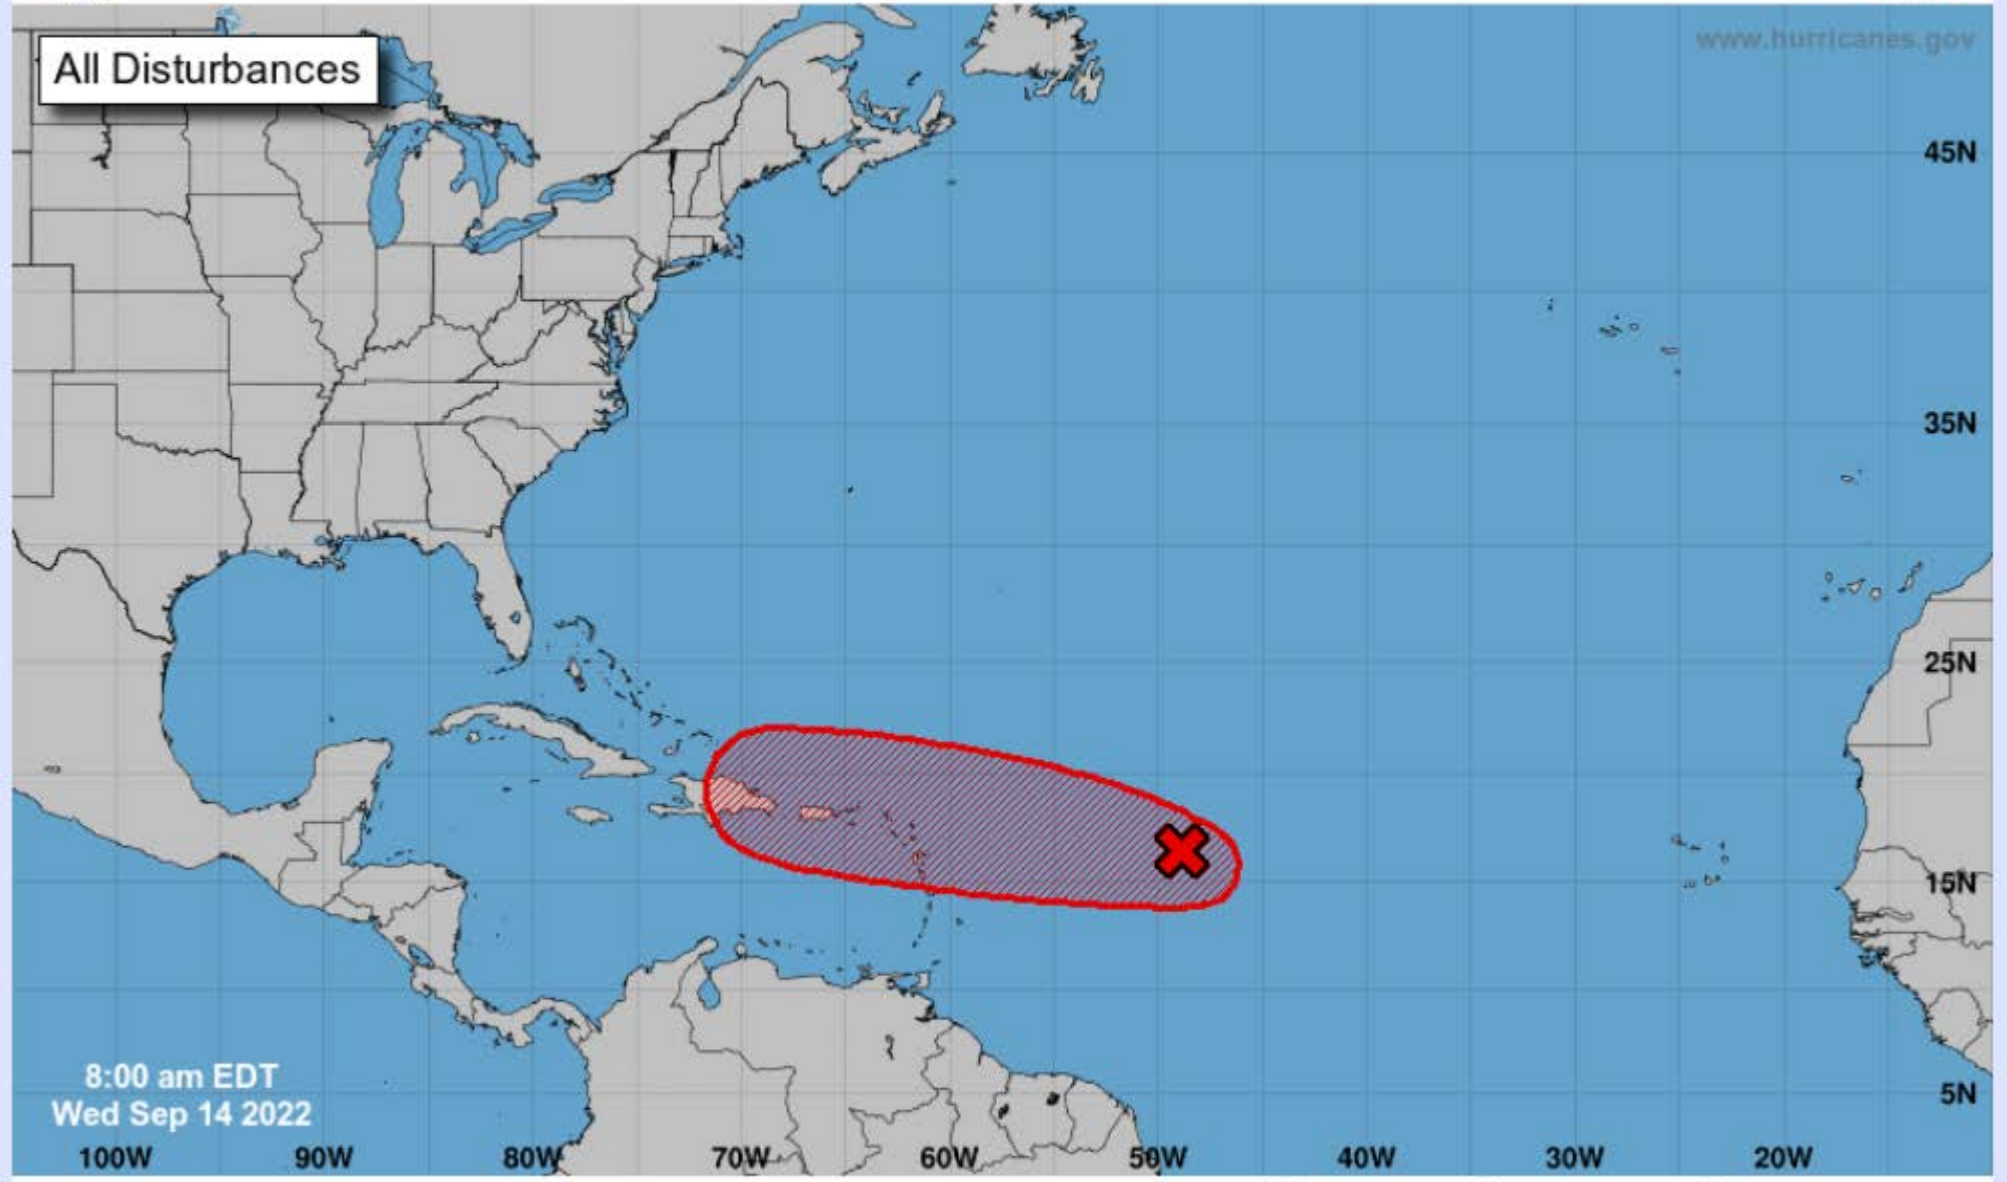 All Disturbances
www.hurricanes.gov
45N
35N
25N
15N
5N
8:00 am EDT
Wed Sep 14 2022
100W 90W 80W 70W 60W 50W 40W 30W 20W